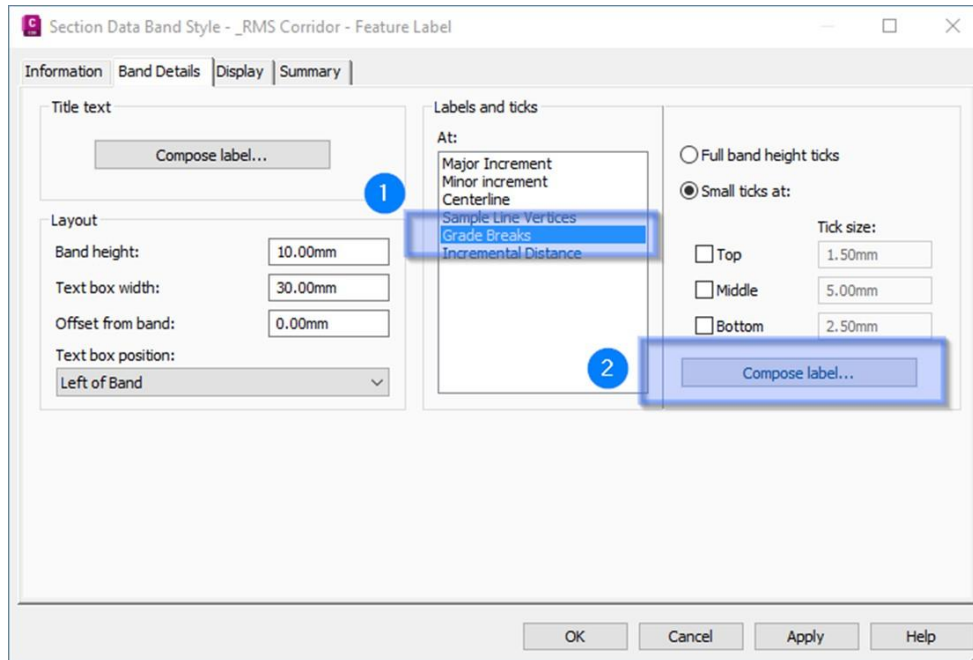 Section Data Band Style - _RMS Corridor - Feature Label
Information
Band Details
Display
Summary
Title text
Compose label...
Layout
Band height:
10.00mm
Text box width:
30.00mm
Offset from band:
0.00mm
Text box position:
Left of Band
1
Labels and ticks
At:
Major Increment
Minor increment
Centerline
Sample Line Vertices
Grade Breaks
Incremental Distance
2
Full band height ticks
Small ticks at:
Tick size:
Top
1.50mm
Middle
5.00mm
Bottom
2.50mm
Compose label...
OK
Cancel
Apply
Help